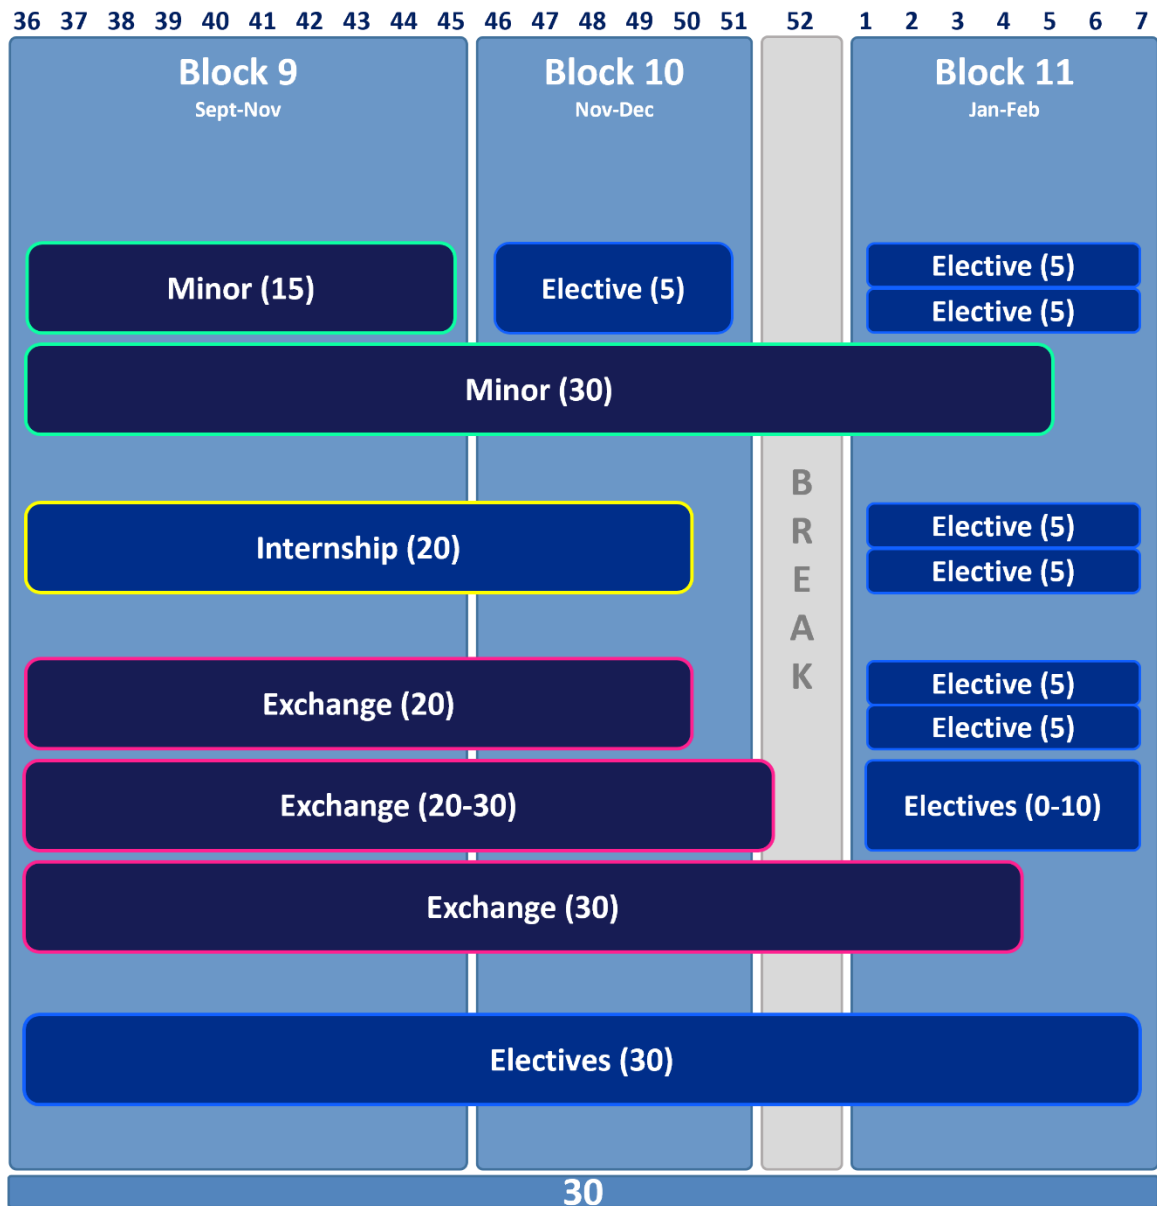 36 37 38 39 40 41 42 43 44 45 46 47 48 49 50 51 52 1 2 3 4 5 6 7
Block 9 Block 10 Block 11
Sept-Nov Nov-Dec Jan-Feb
Minor (15) Elective (5) Elective (5)
Elective (5)
Minor (30)
BREAK
Internship (20) Elective (5)
Elective (5)
Exchange (20) Elective (5)
Elective (5)
Exchange (20-30) Electives (0-10)
Exchange (30)
Electives (30)
30